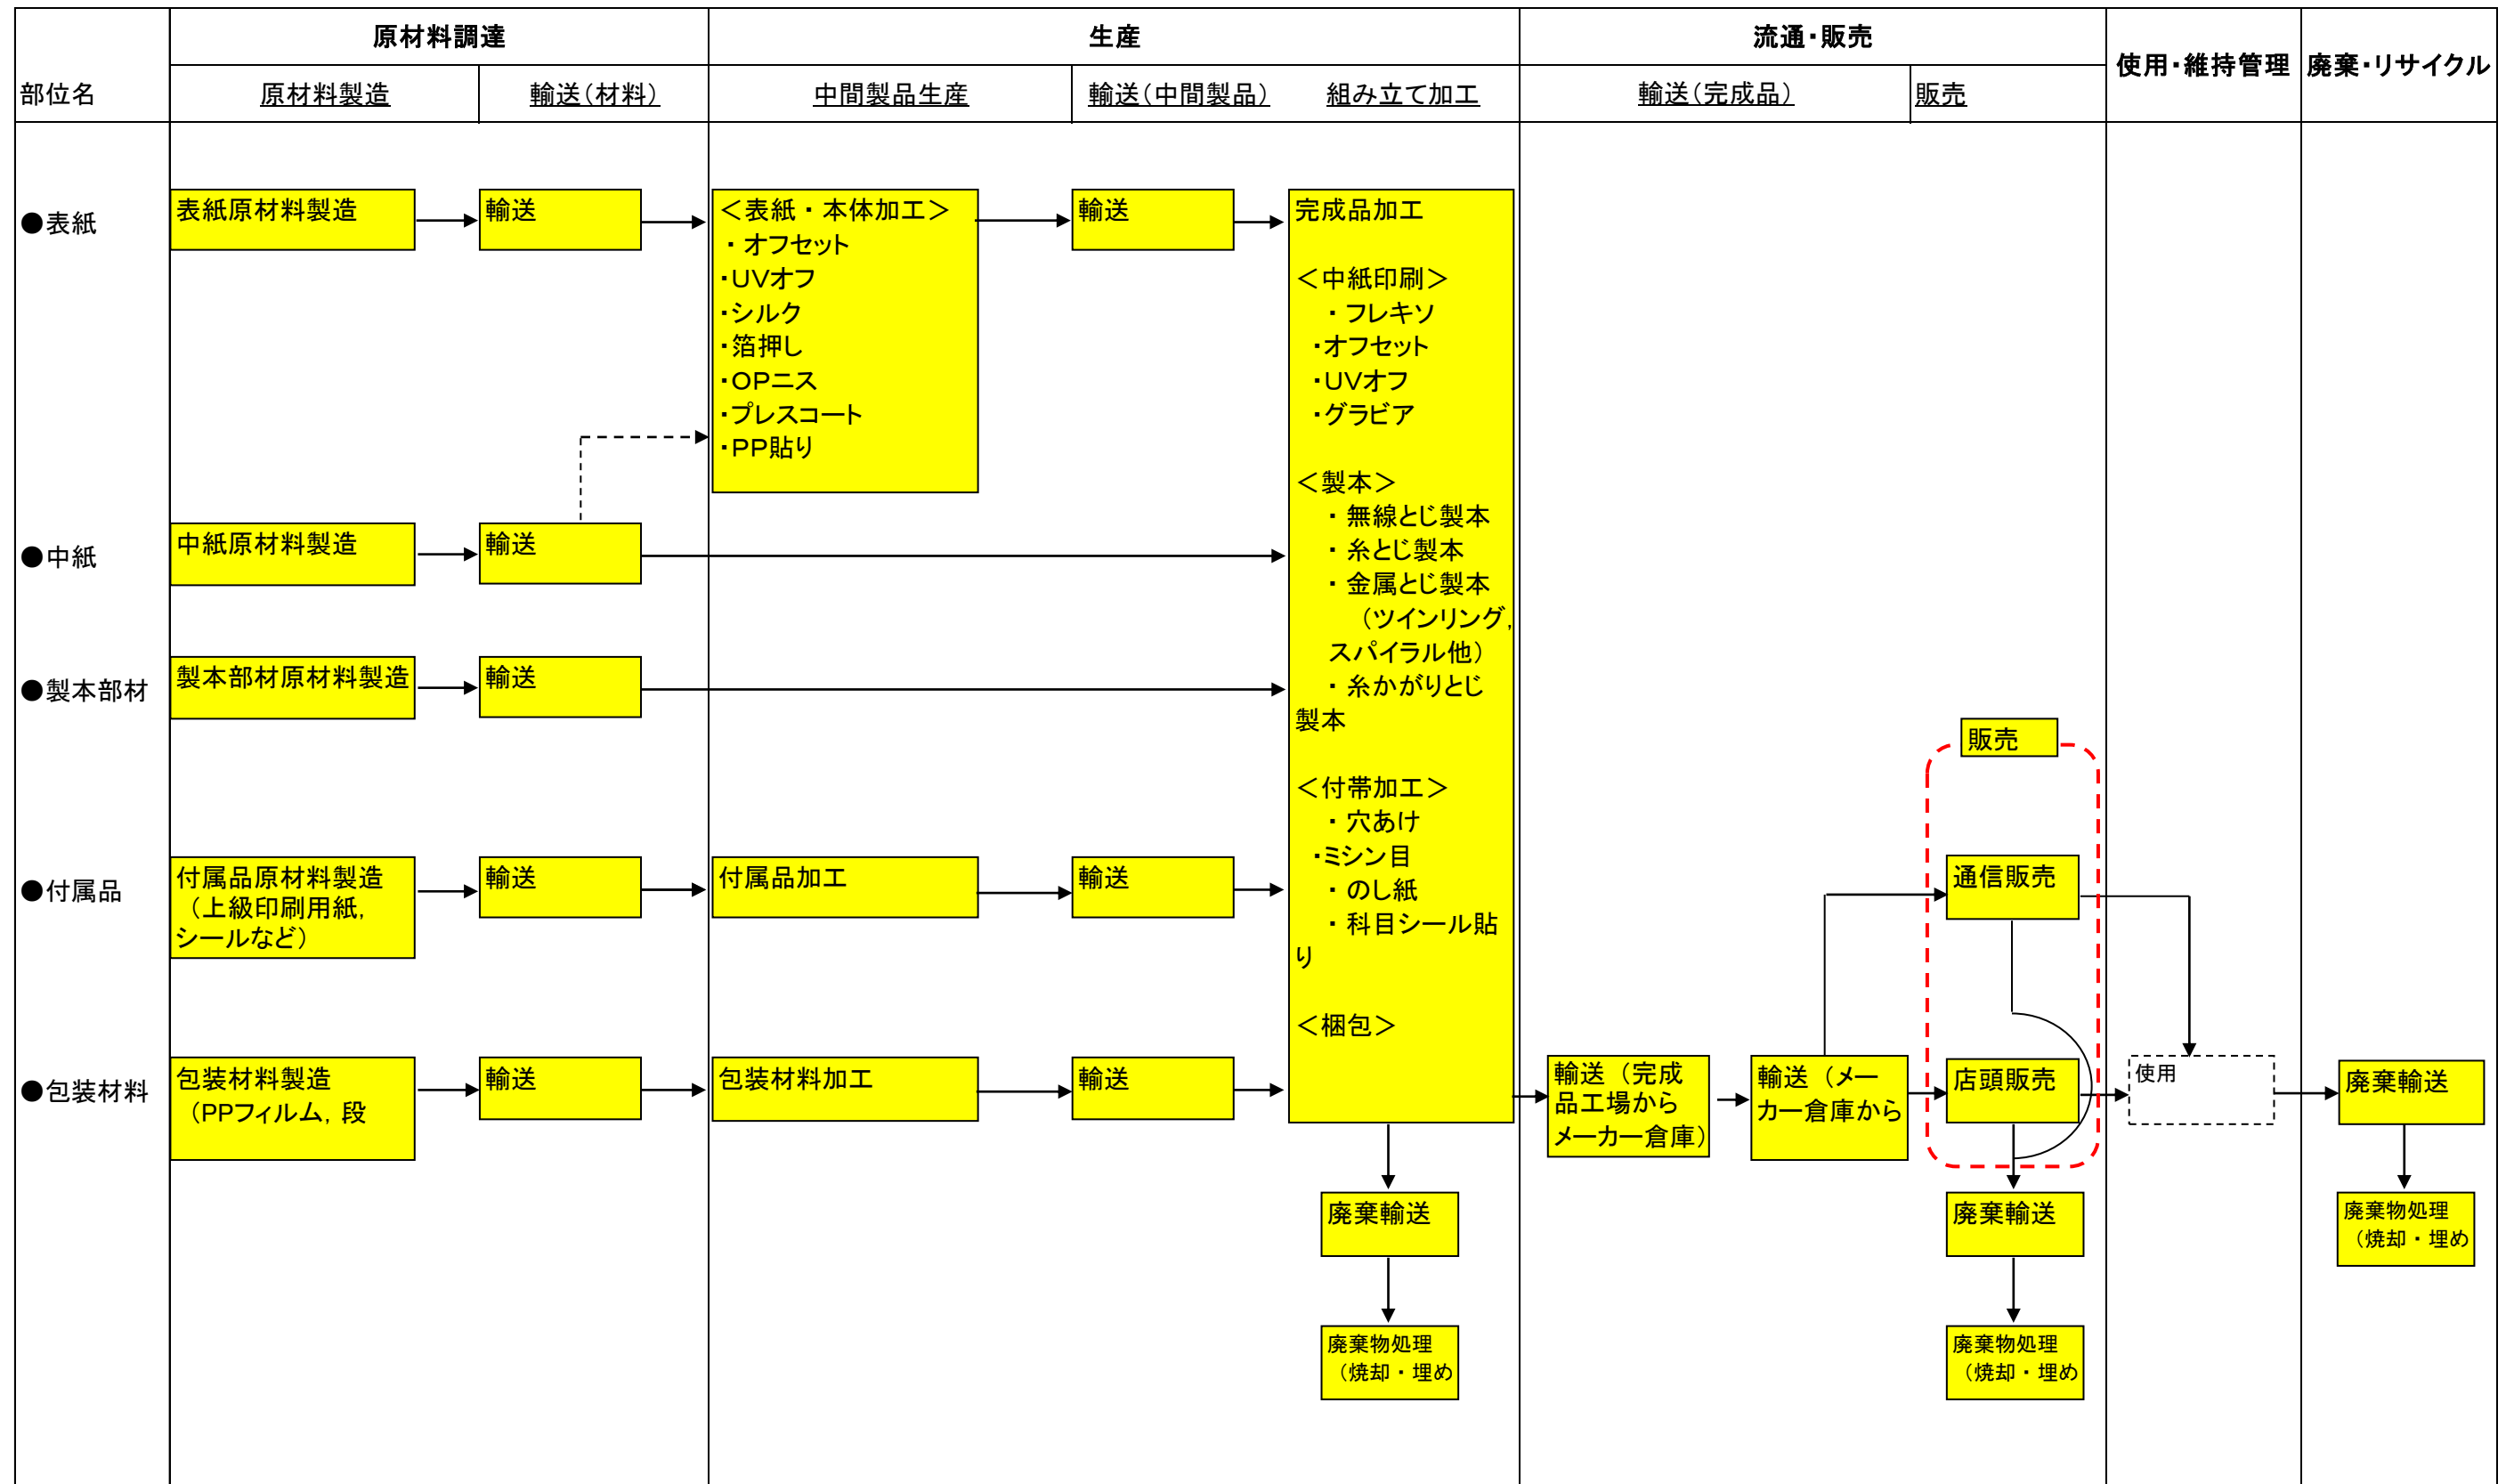 原材料調達
生産
流通・販売
使用・維持管理
廃棄・リサイクル
部位名
原材料製造
輸送（材料）
中間製品生産
輸送（中間製品）
組み立て加工
輸送（完成品）
販売
●表紙
表紙原材料製造
輸送
＜表紙・本体加工＞
・オフセット
・UVオフ
・シルク
・箔押し
・OPニス
・プレスコート
・PP貼り
輸送
完成品加工
＜中紙印刷＞
・フレキソ
・オフセット
・UVオフ
・グラビア
＜製本＞
・無線とじ製本
・糸とじ製本
・金属とじ製本
（ツインリング，
スパイラル他）
・糸かがりとじ
製本
＜付帯加工＞
・穴あけ
・ミシン目
・のし紙
・科目シール貼
り
＜梱包＞
●中紙
中紙原材料製造
輸送
●製本部材
製本部材原材料製造
輸送
●付属品
付属品原材料製造
（上級印刷用紙，
シールなど）
輸送
付属品加工
輸送
●包装材料
包装材料製造
（PPフィルム，段
輸送
包装材料加工
輸送
輸送（完成
品工場から
メーカー倉庫）
輸送（メー
カー倉庫から
販売
通信販売
店頭販売
使用
廃棄輸送
廃棄物処理
（焼却・埋め
廃棄輸送
廃棄物処理
（焼却・埋め
廃棄輸送
廃棄物処理
（焼却・埋め